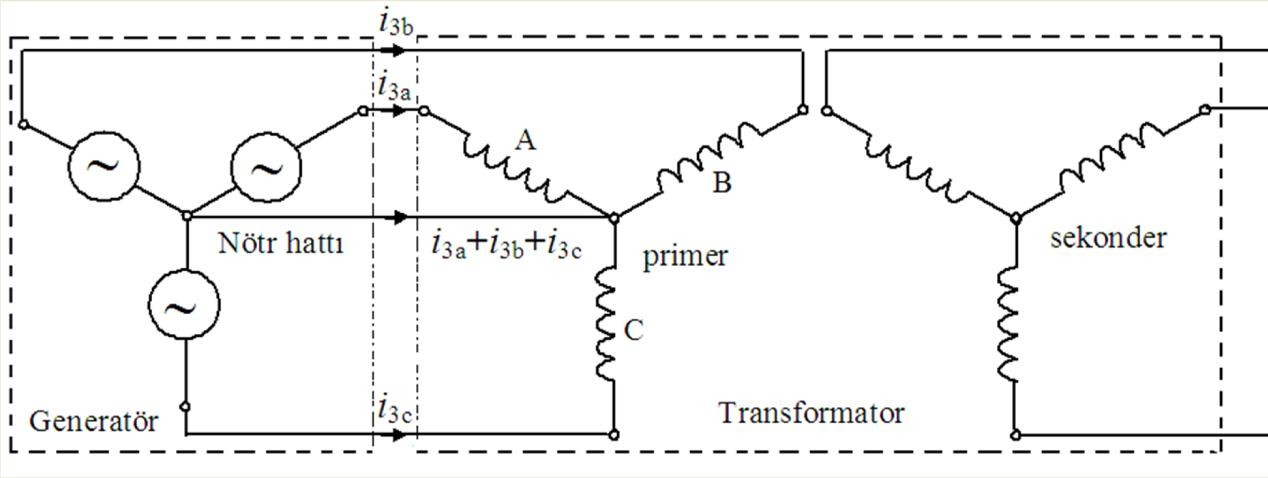 i3b
i3a
A
B
Nötr hattı
i3a+i3b+i3c
primer
sekonder
C
i3c
Generatör
Transformator
~
~
~